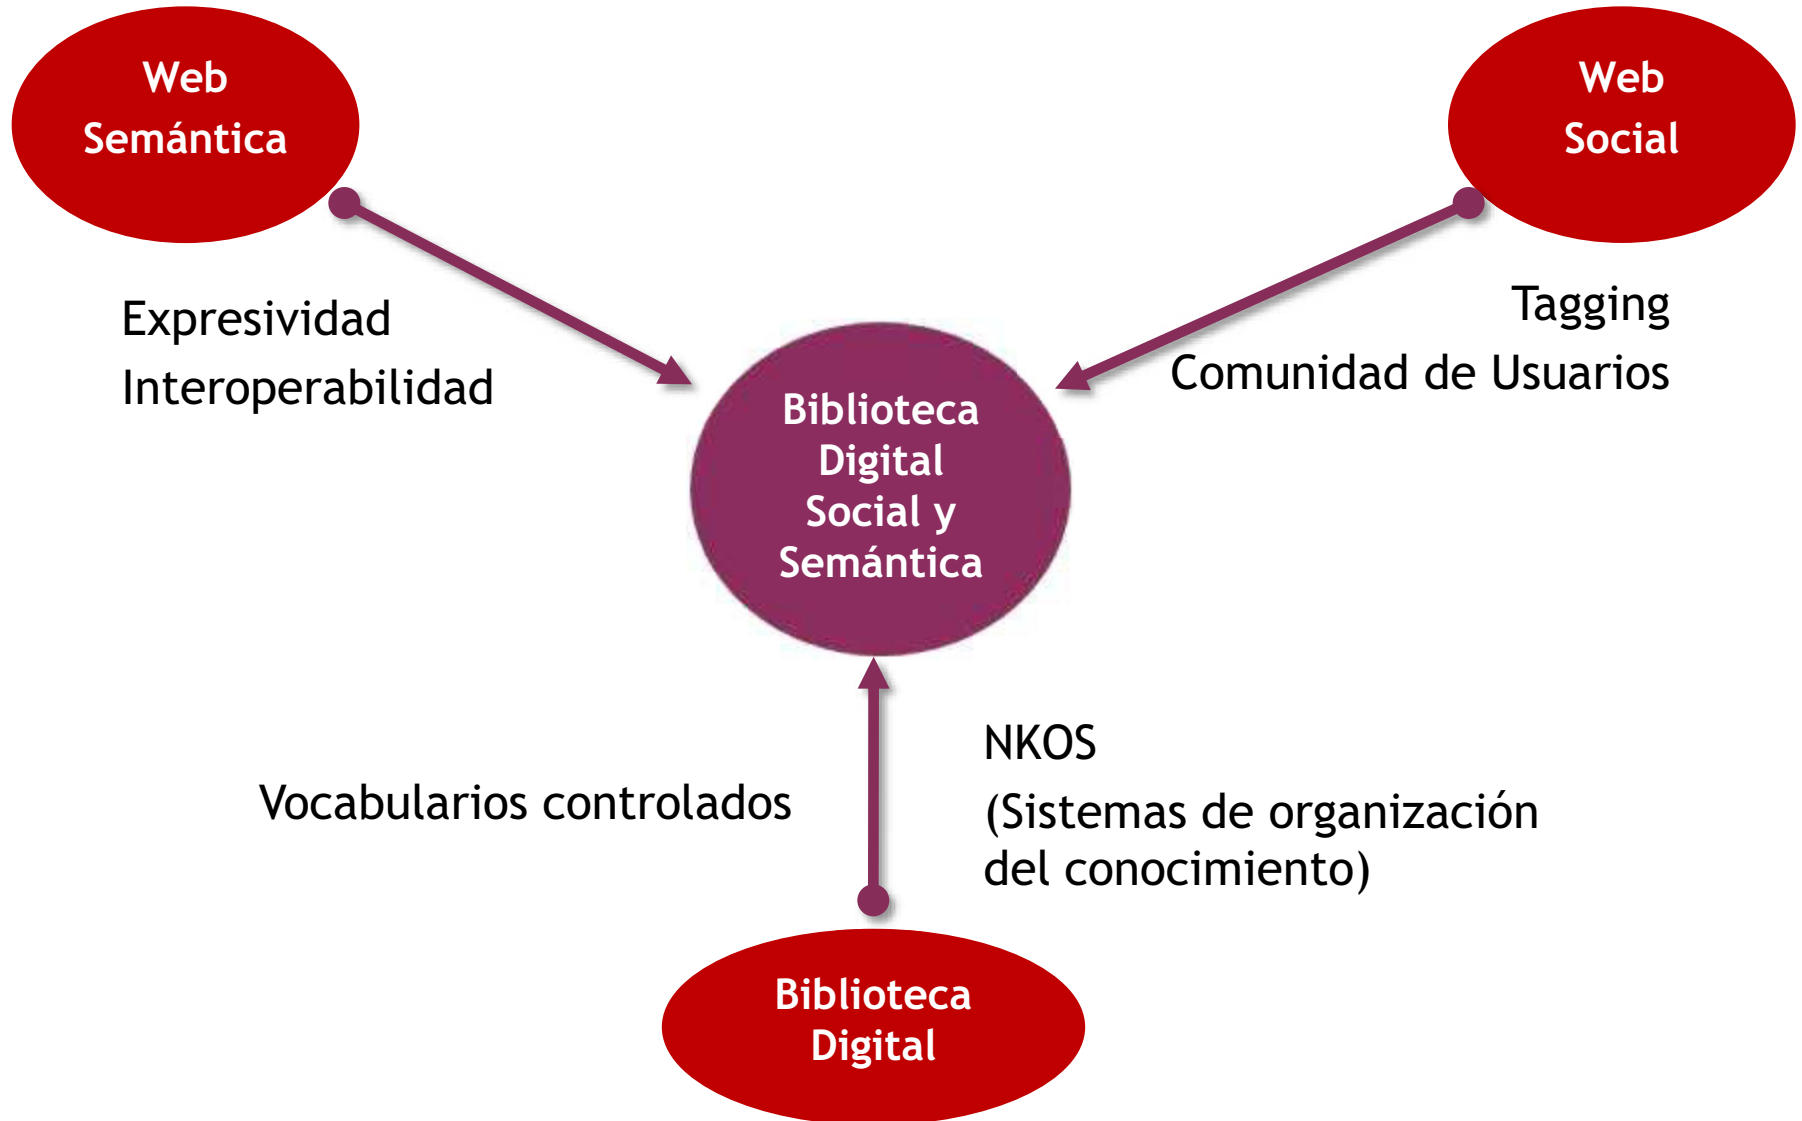 Web
Semántica
Web
Social
Expresividad
Interoperabilidad
Tagging
Comunidad de Usuarios
Biblioteca
Digital
Social y
Semántica
Vocabularios controlados
NKOS
(Sistemas de organización
del conocimiento)
Biblioteca
Digital